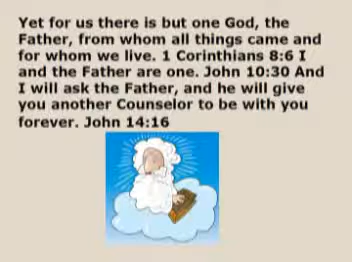 Yet for us there is but one God, the
Father, from whom all things came and
for whom we live. 1 Corinthians 8:6 I
and the Father are one. John 10:30 And
I will ask the Father, and he will give
you another Counselor to be with you
forever. John 14:16